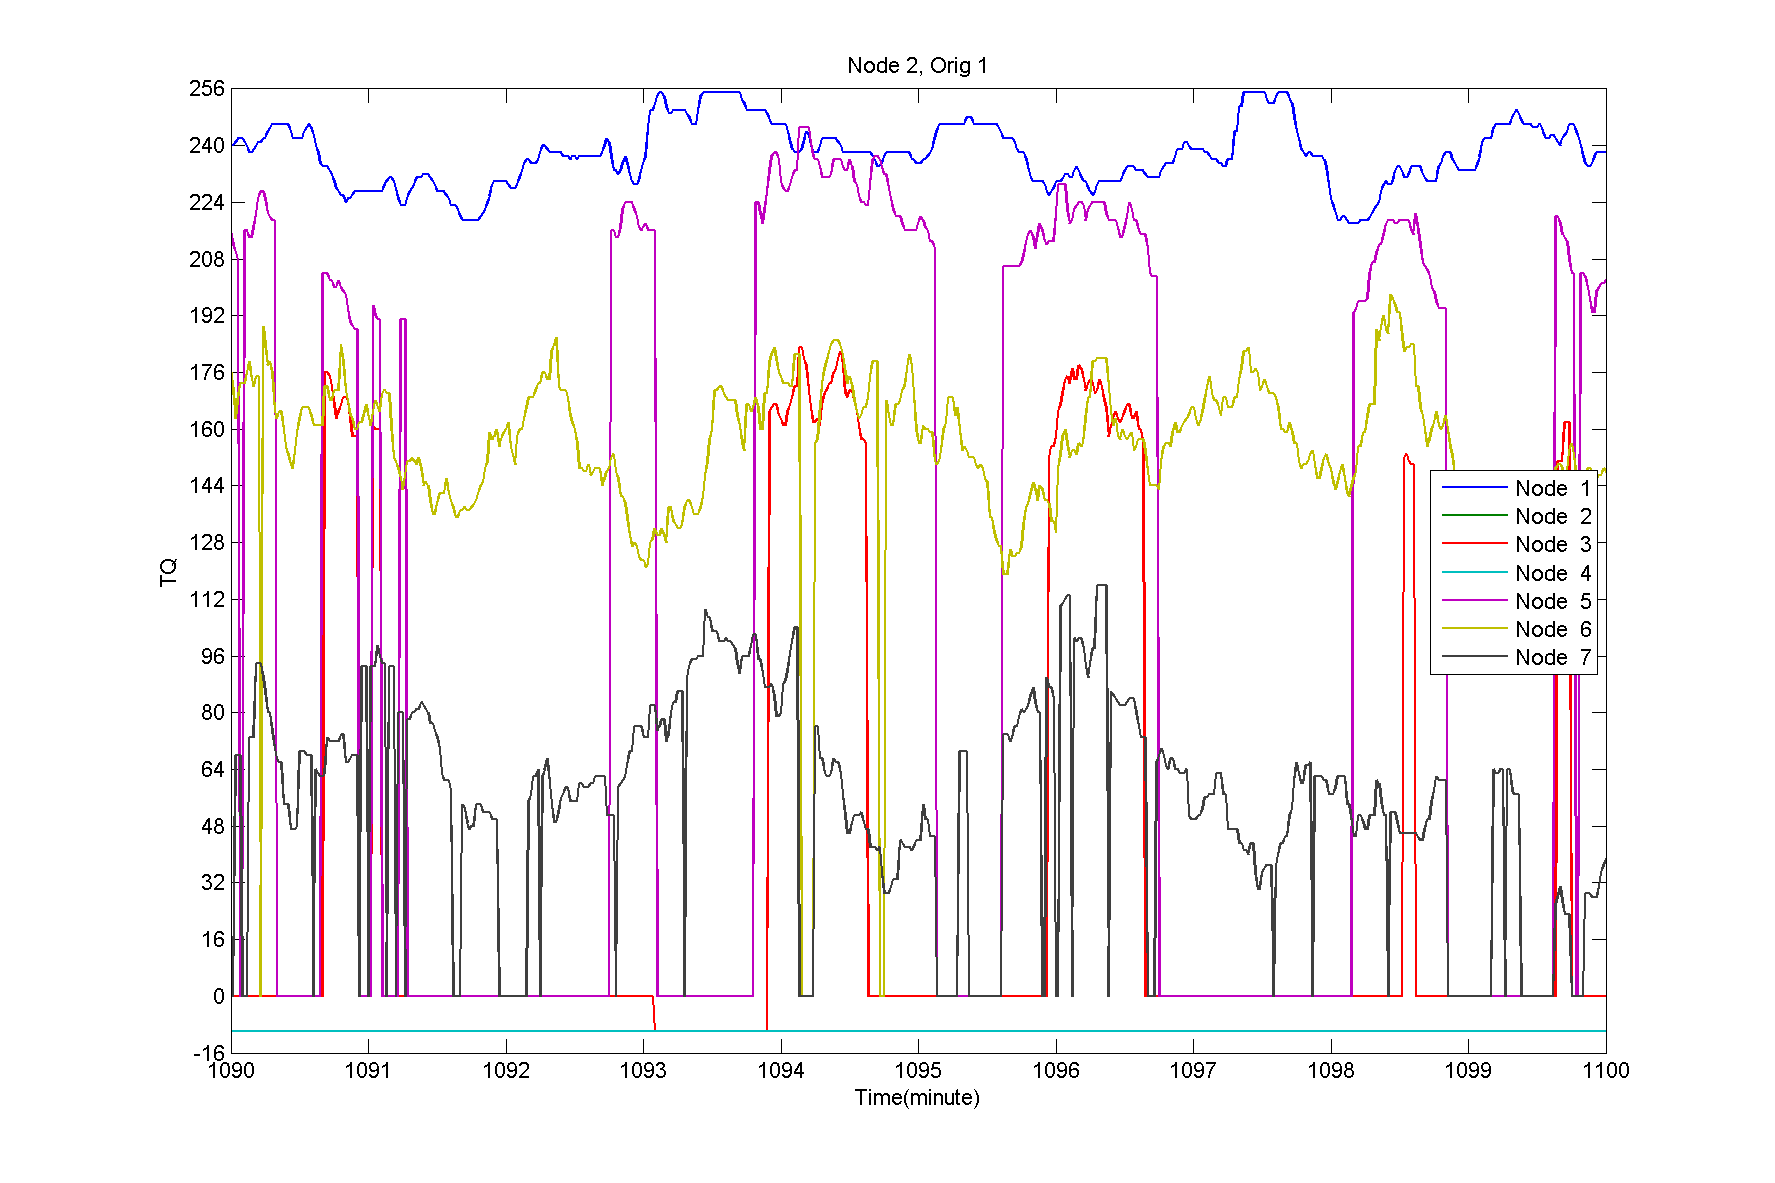 Node 2, Orig 1
256
240
224
208
192
176
160
144
128
112
96
80
64
48
32
16
0
-16
TQ
Node 1
Node 2
Node 3
Node 4
Node 5
Node 6
Node 7
1090 1091 1092 1093 1094 1095 1096 1097 1098 1099 1100
Time(minute)